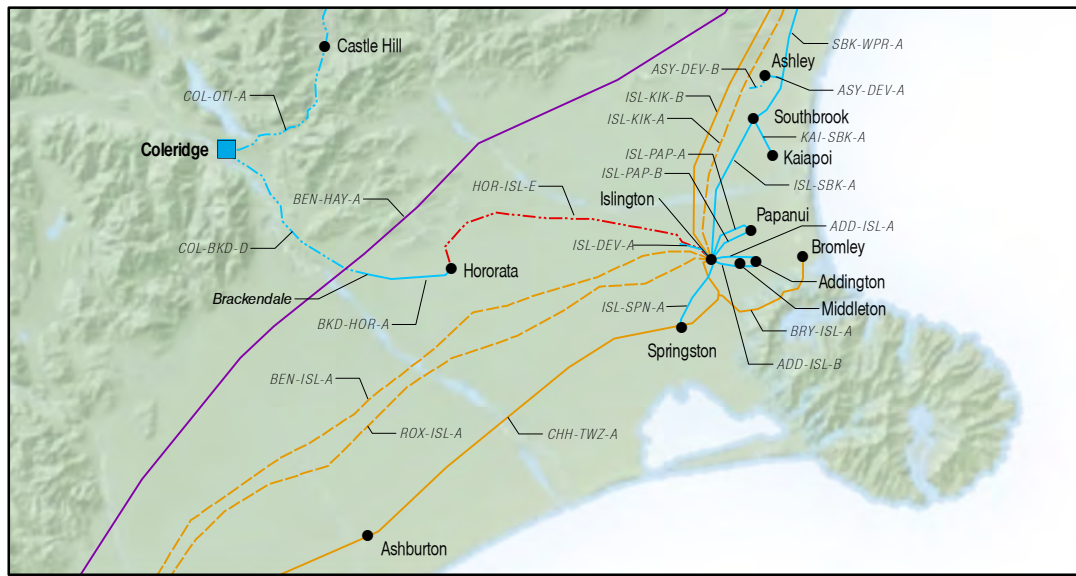 SBK-WPR-A
Castle Hill
Ashley
ASY-DEV-B
ASY-DEV-A
COL-OTI-A
ISL-KIK-B
ISL-KIK-A
Southbrook
KAI-SBK-A
Coleridge
ISL-PAP-A
Kaiapoi
ISL-PAP-B
HOR-ISL-E
ISL-SBK-A
BEN-HAY-A
Islington
Papanui
ADD-ISL-A
COL-BKD-D
ISL-DEV-A
Bromley
Hororata
Addington
Brackendale
ISL-SPN-A
Middleton
BKD-HOR-A
BRY-ISL-A
Springston
ADD-ISL-B
BEN-ISL-A
ROX-ISL-A
CHH-TWZ-A
Ashburton